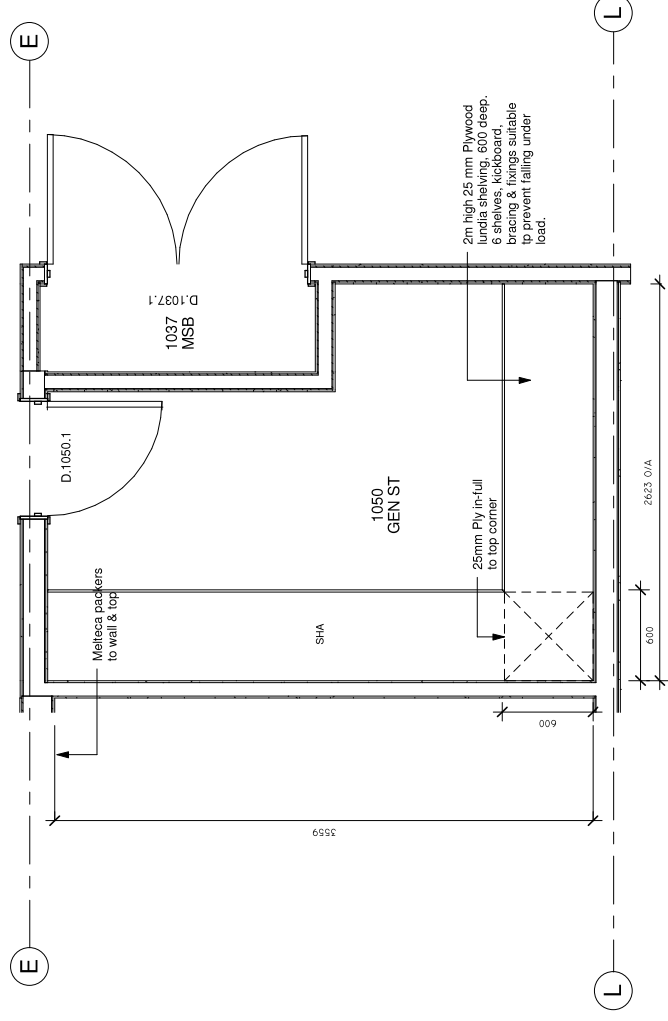 E
L
D.1037.1
1037
MSB
2m high 25 mm Plywood
lundia shelving, 600 deep.
6 shelves, kickboard,
bracing & fixings suitable
tp prevent falling under
load.
D.1050.1
1050
GEN ST
25mm Ply in-full
to top corner
2623 O/A
Melteca packers
to wall & top
SHA
600
600
3559
E
L